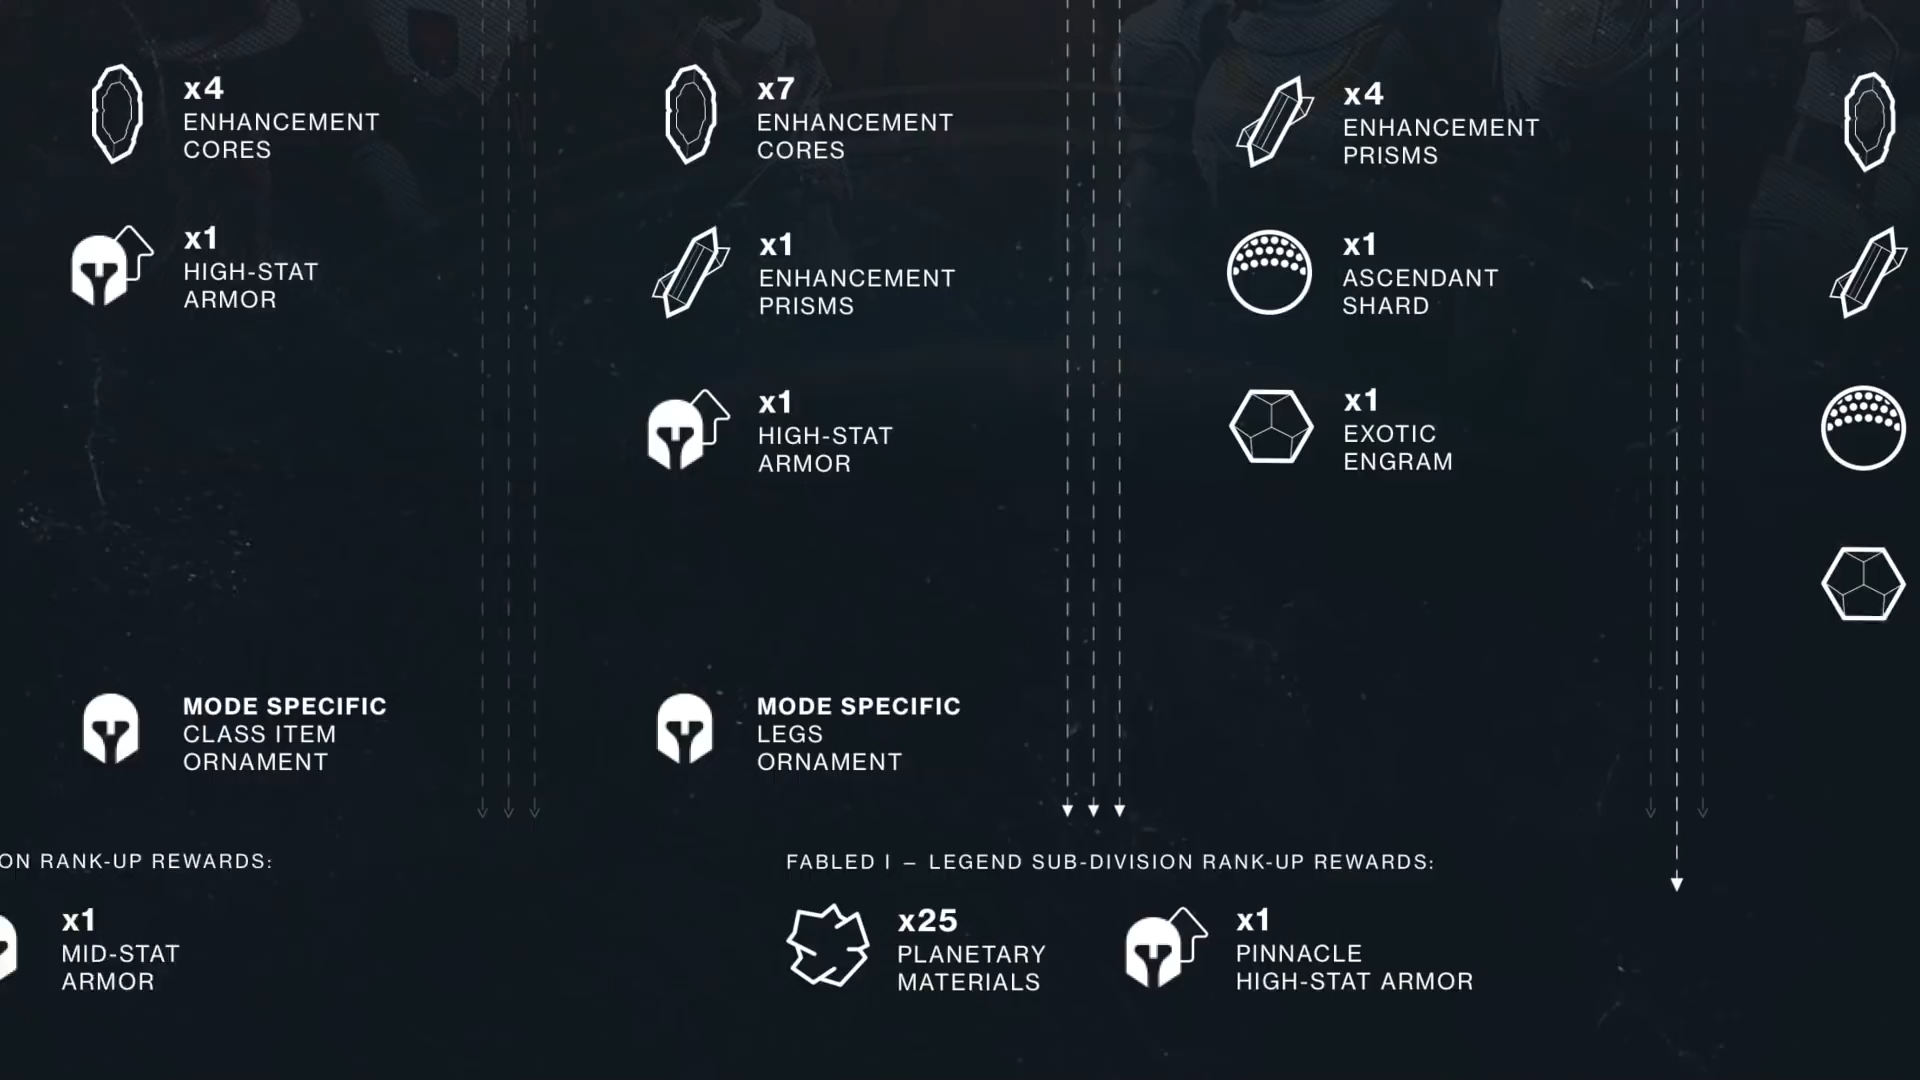 x4
ENHANCEMENT
CORES
x1
HIGH-STAT
ARMOR
MODE SPECIFIC
CLASS ITEM
ORNAMENT
x7
ENHANCEMENT
CORES
x1
ENHANCEMENT
PRISMS
x1
HIGH-STAT
ARMOR
MODE SPECIFIC
LEGS
ORNAMENT
x4
ENHANCEMENT
PRISMS
x1
ASCENDANT
SHARD
x1
EXOTIC
ENGRAM
ON RANK-UP REWARDS:
x1
MID-STAT
ARMOR
FABLED I – LEGEND SUB-DIVISION RANK-UP REWARDS:
x25
PLANETARY
MATERIALS
x1
PINNACLE
HIGH-STAT ARMOR